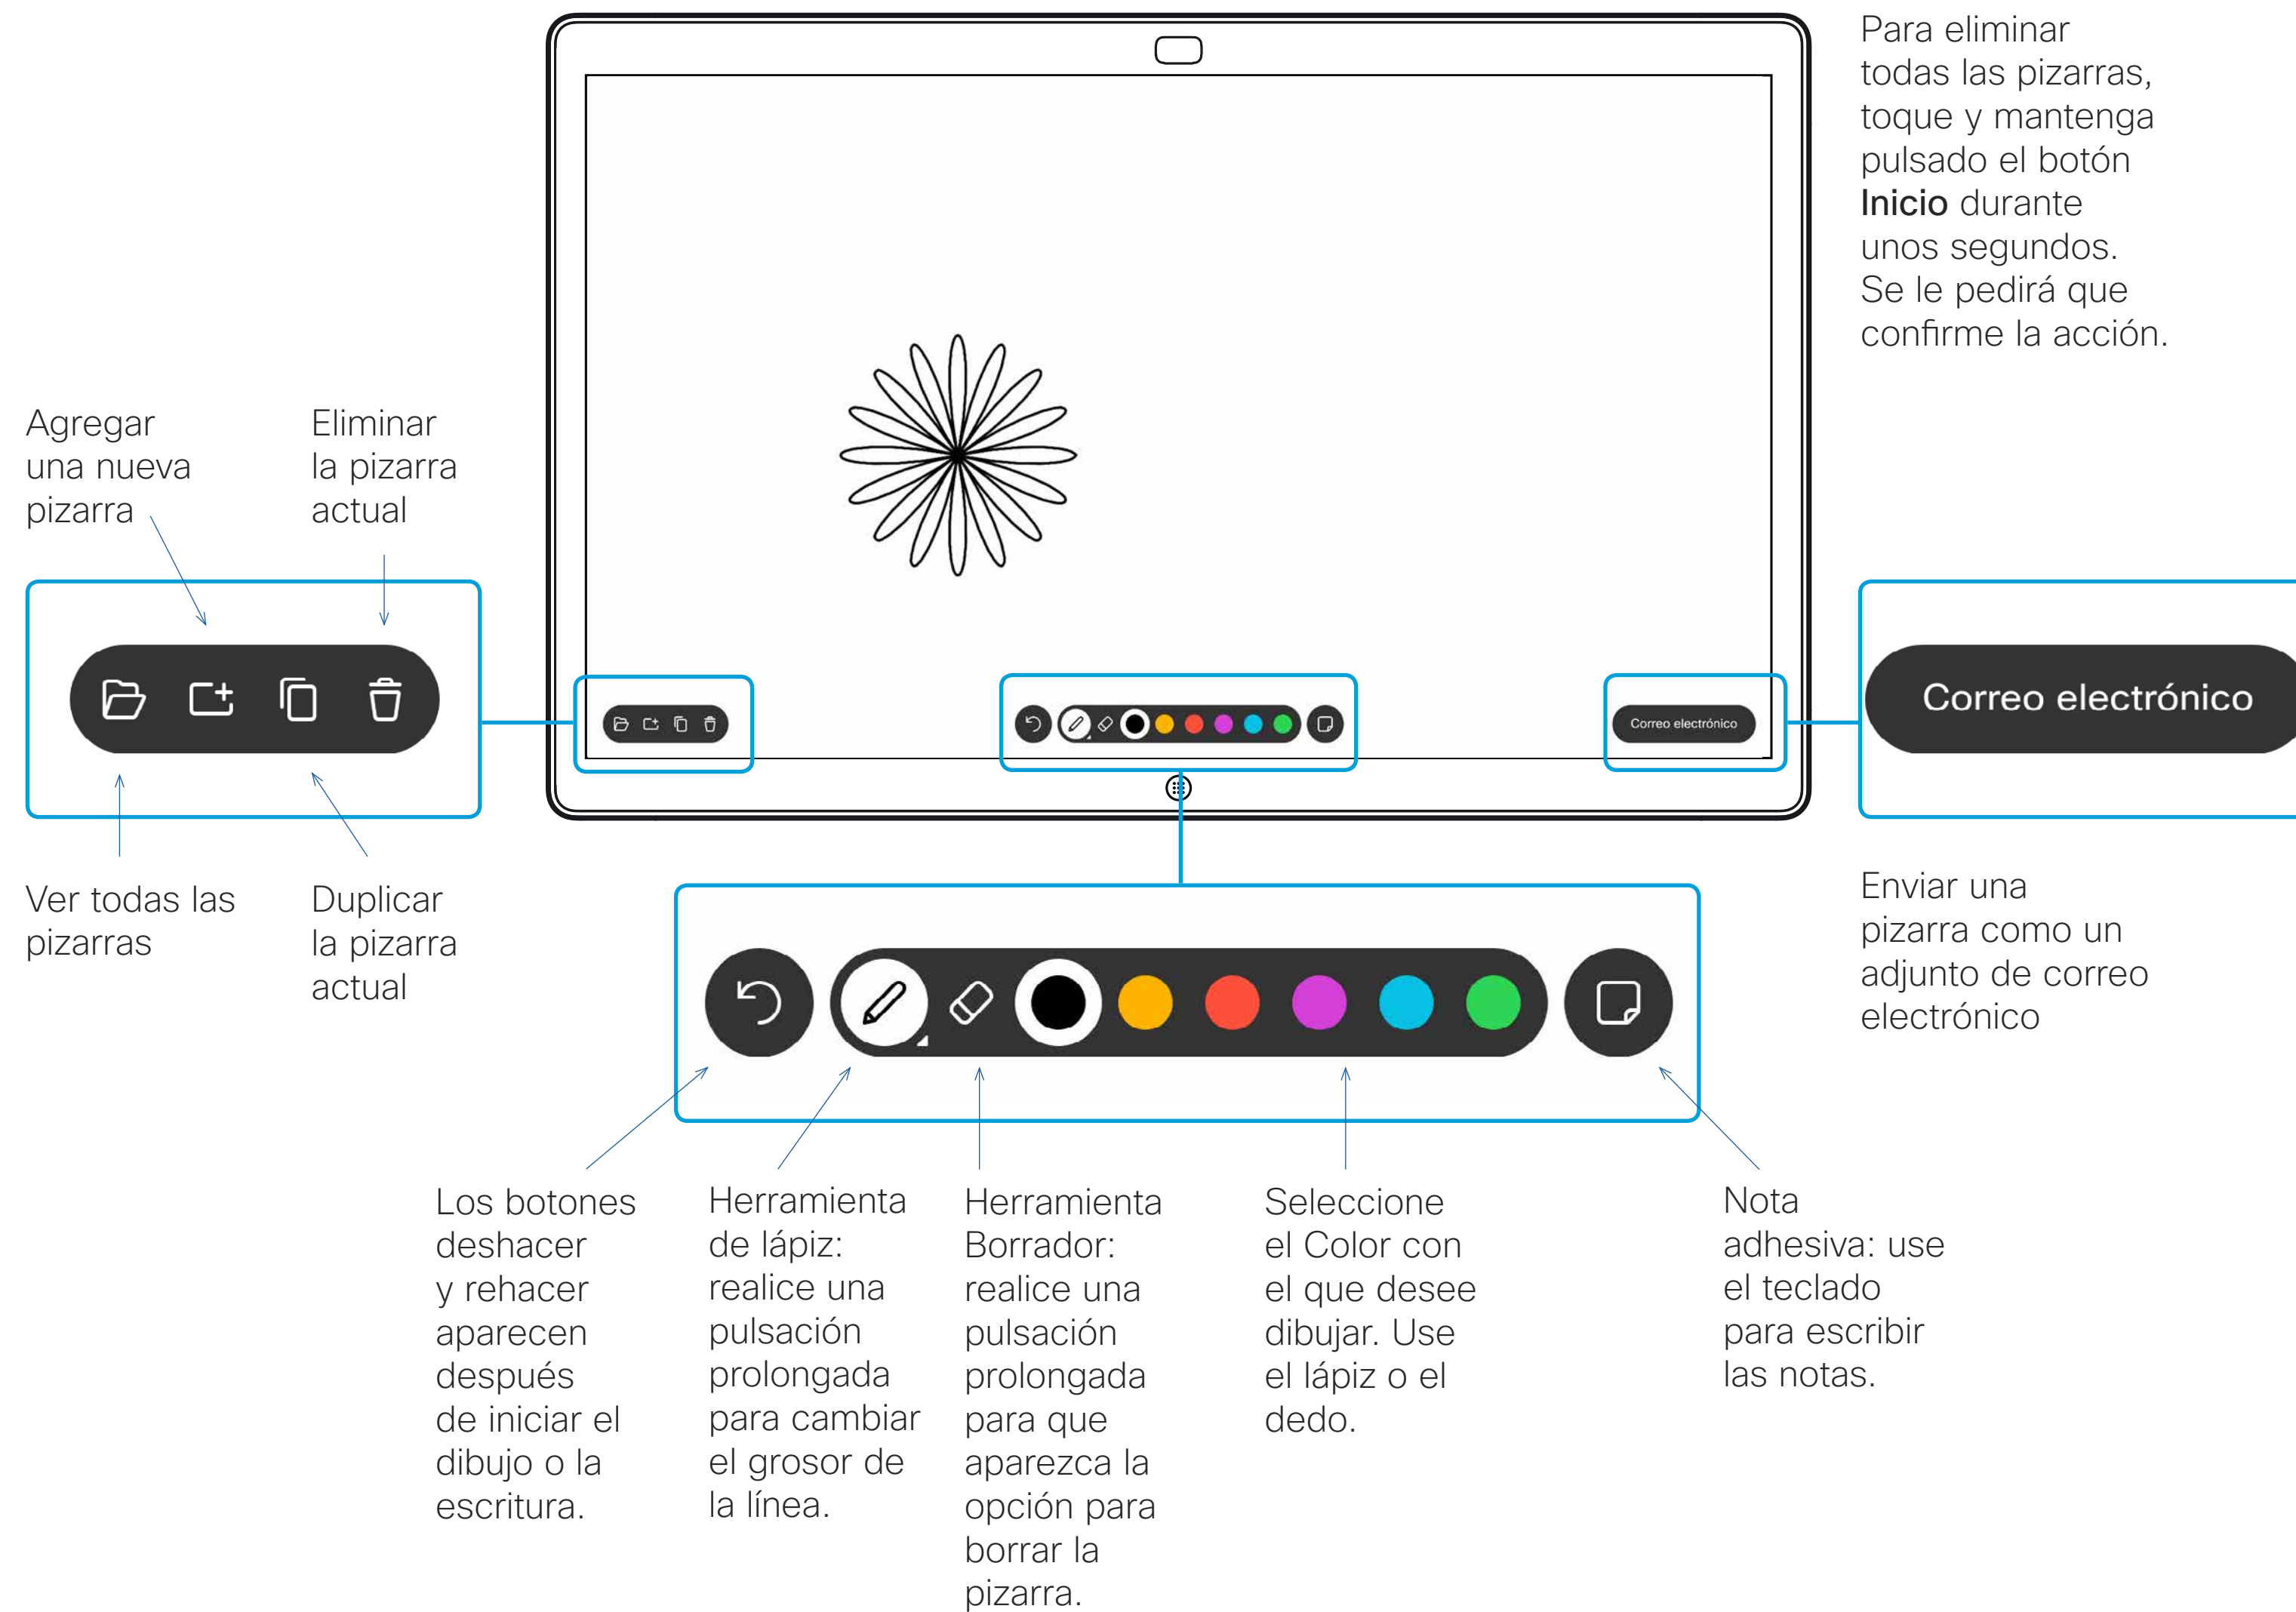 Para eliminar
todas las pizarras,
toque y mantenga
pulsado el botón
Inicio durante
unos segundos.
Se le pedirá que
confirme la acción.
Agregar
una nueva
pizarra
Eliminar
la pizarra
actual
Correo electrónico
Correo electrónico
Ver todas las
pizarras
Duplicar
la pizarra
actual
Enviar una
pizarra como un
adjunto de correo
electrónico
Los botones
deshacer
y rehacer
aparecen
después
de iniciar el
dibujo o la
escritura.
Herramienta
de lápiz:
realice una
pulsación
prolongada
para cambiar
el grosor de
la línea.
Herramienta
Borrador:
realice una
pulsación
prolongada
para que
aparezca la
opción para
borrar la
pizarra.
Seleccione
el Color con
el que desee
dibujar. Use
el lápiz o el
dedo.
Nota
adhesiva: use
el teclado
para escribir
las notas.